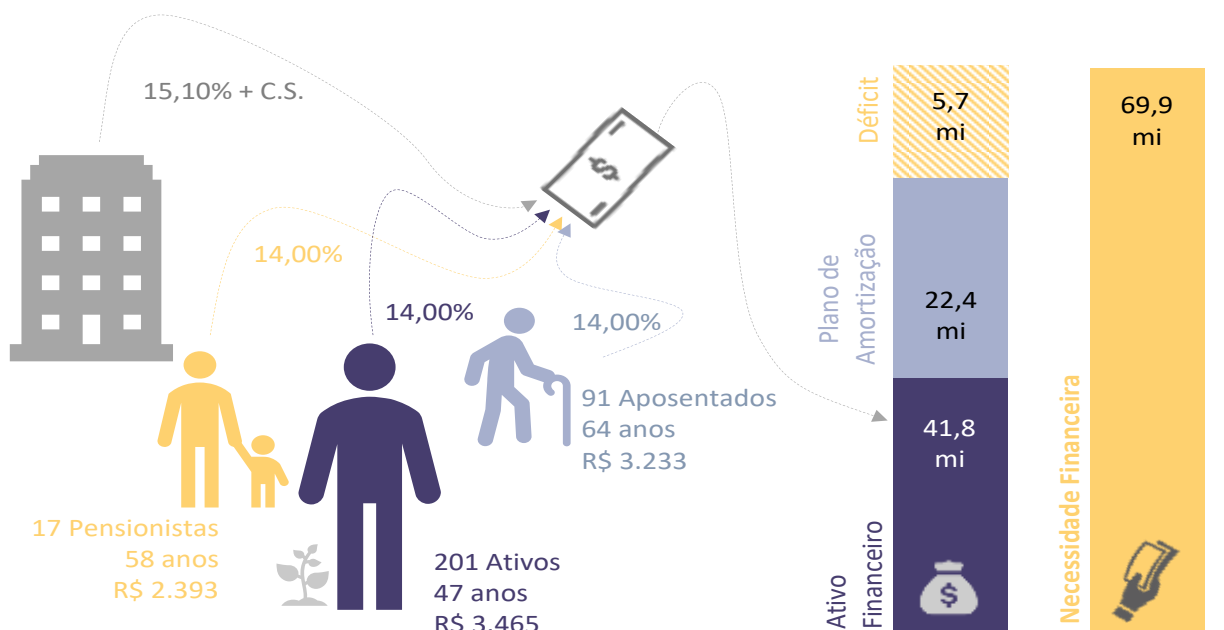 15,10% + C.S.
14,00%
14,00%
14,00%
$
17 Pensionistas
58 anos
R$ 2.393
201 Ativos
47 anos
R$ 3.465
91 Aposentados
64 anos
R$ 3.233
Déficit
5,7
mi
Plano de
Amortização
22,4
mi
Ativo
Financeiro
41,8
mi
$
Necessidade Financeira
69,9
mi